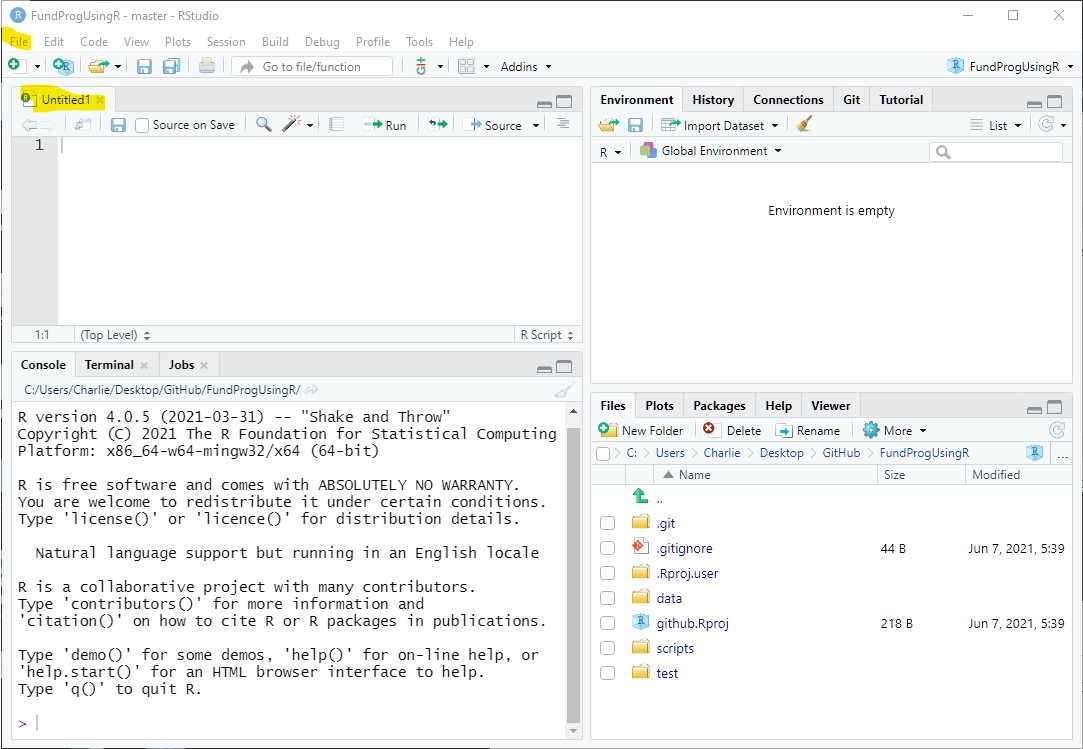 FundProgUsingR - master - RStudio
File Edit Code View Plots Session Build Debug Profile Tools Help
Go to file/function Addins FundProgUsingR
Untitled1
Source on Save Run Source
1
1:1 (Top Level) R Script
Console Terminal Jobs
C:/Users/Charlie/Desktop/GitHub/FundProgUsingR/
R version 4.0.5 (2021-03-31) -- "Shake and Throw"
Copyright (C) 2021 The R Foundation for Statistical Computing
Platform: x86_64-w64-mingw32/x64 (64-bit)
R is free software and comes with ABSOLUTELY NO WARRANTY.
You are welcome to redistribute it under certain conditions.
Type 'license()' or 'licence()' for distribution details.
Natural language support but running in an English locale
R is a collaborative project with many contributors.
Type 'contributors()' for more information and
'citation()' on how to cite R or R packages in publications.
Type 'demo()' for some demos, 'help()' for on-line help, or
'help.start()' for an HTML browser interface to help.
Type 'q()' to quit R.
>
Environment History Connections Git Tutorial
Import Dataset List
R Global Environment
Environment is empty
Files Plots Packages Help Viewer
New Folder Delete Rename More
C: Users Charlie Desktop GitHub FundProgUsingR ...
Name Size Modified
..
.git
.gitignore 44 B Jun 7, 2021, 5:39
.Rproj.user
data
github.Rproj 218 B Jun 7, 2021, 5:39
scripts
test